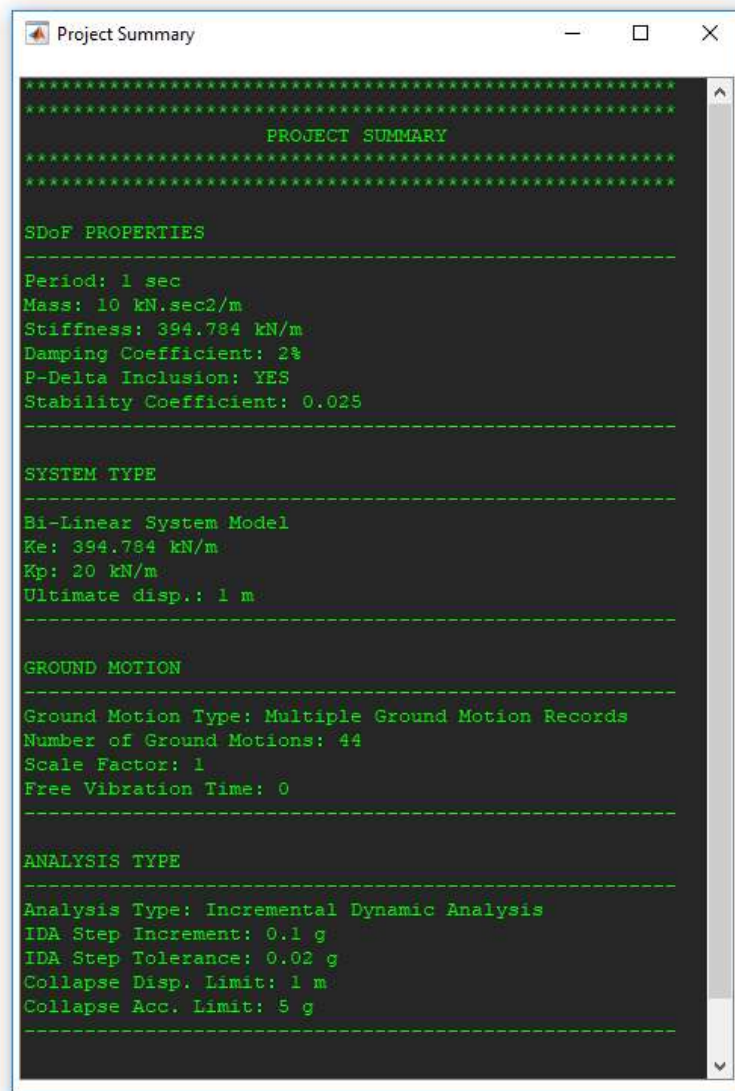 Project Summary
******************************************************
******************************************************
PROJECT SUMMARY
******************************************************
******************************************************
SDoF PROPERTIES
------------------------------------------------------
Period: 1 sec
Mass: 10 kN.sec2/m
Stiffness: 394.784 kN/m
Damping Coefficient: 2%
P-Delta Inclusion: YES
Stability Coefficient: 0.025
------------------------------------------------------
SYSTEM TYPE
------------------------------------------------------
Bi-Linear System Model
Ke: 394.784 kN/m
Kp: 20 kN/m
Ultimate disp.: 1 m
------------------------------------------------------
GROUND MOTION
------------------------------------------------------
Ground Motion Type: Multiple Ground Motion Records
Number of Ground Motions: 44
Scale Factor: 1
Free Vibration Time: 0
------------------------------------------------------
ANALYSIS TYPE
------------------------------------------------------
Analysis Type: Incremental Dynamic Analysis
IDA Step Increment: 0.1 g
IDA Step Tolerance: 0.02 g
Collapse Disp. Limit: 1 m
Collapse Acc. Limit: 5 g
------------------------------------------------------